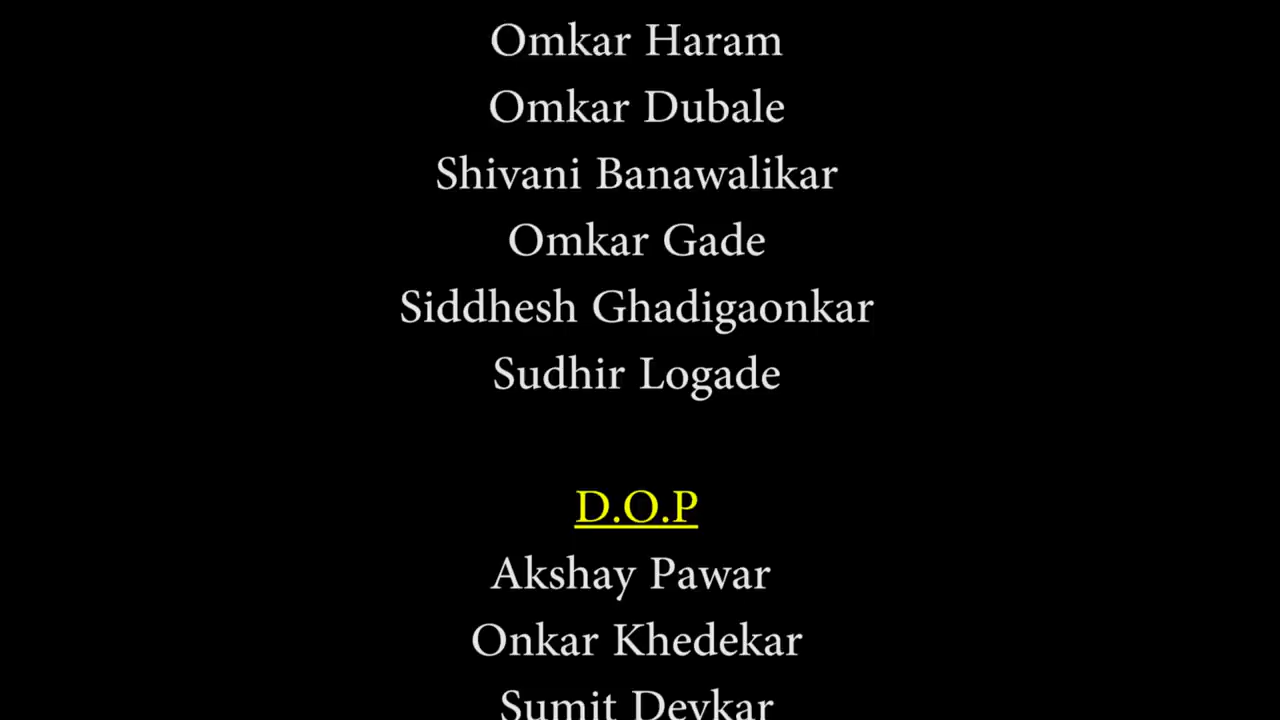 Omkar Haram
Omkar Dubale
Shivani Banawalikar
Omkar Gade
Siddhesh Ghadigaonkar
Sudhir Logade
D.O.P
Akshay Pawar
Onkar Khedekar
Sumit Devkar